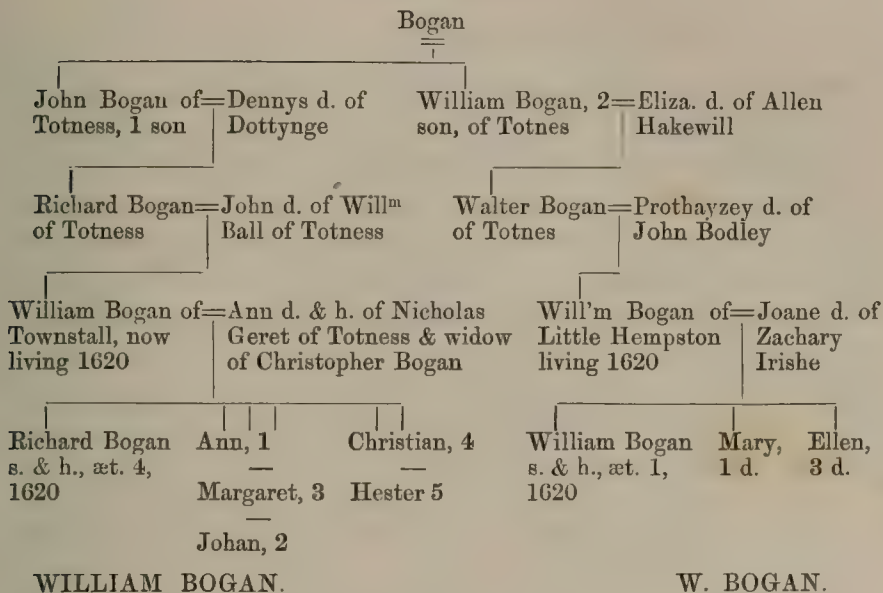 Bogan
John Bogan of=Dennys d. of
Totness, 1 son Dottynge
William Bogan, 2=Eliza. d. of Allen
son, of Totnes Hakewill
Richard Bogan=John d. of Willᵐ
of Totness Ball of Totness
Walter Bogan=Prothayzey d. of
of Totnes John Bodley
William Bogan of=Ann d. & h. of Nicholas
Townstall, now Geret of Totness & widow
living 1620 of Christopher Bogan
Will'm Bogan of=Joane d. of
Little Hempston Zachary
living 1620 Irishe
Richard Bogan
s. & h., æt. 4,
1620
Ann, 1
Margaret, 3
Johan, 2
Christian, 4
Hester 5
William Bogan
s. & h., æt. 1,
1620
Mary,
1 d.
Ellen,
3 d.
WILLIAM BOGAN.
W. BOGAN.